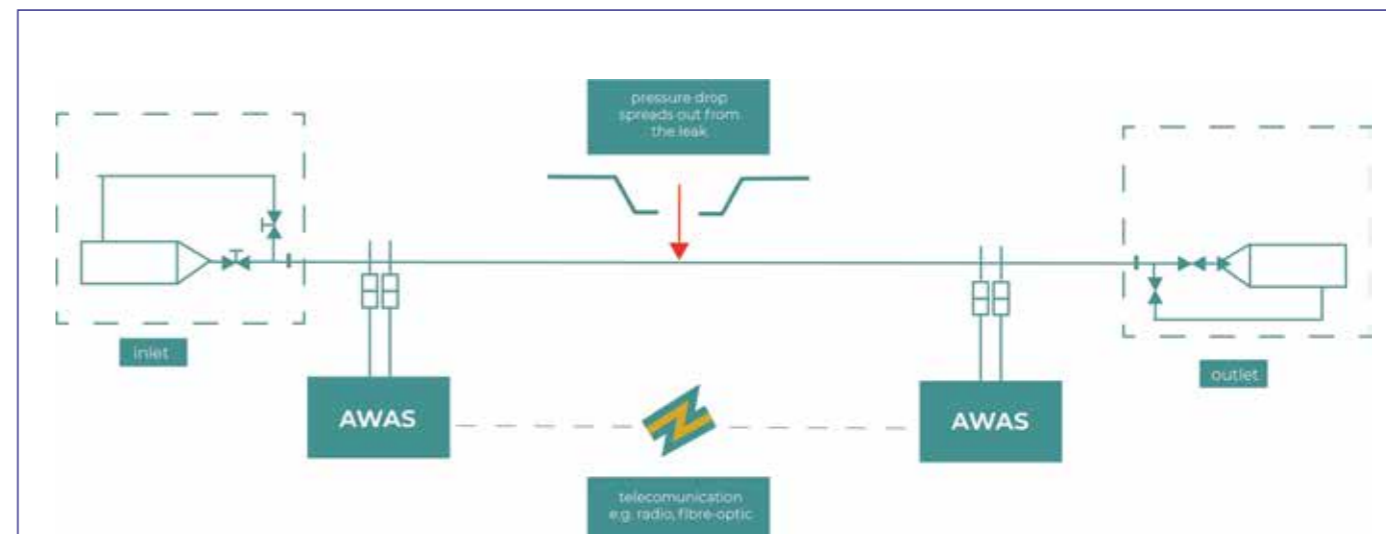 pressure drop
spreads out from
the leak
inlet
outlet
AWAS
AWAS
telecomunication
e.g. radio, fibre-optic